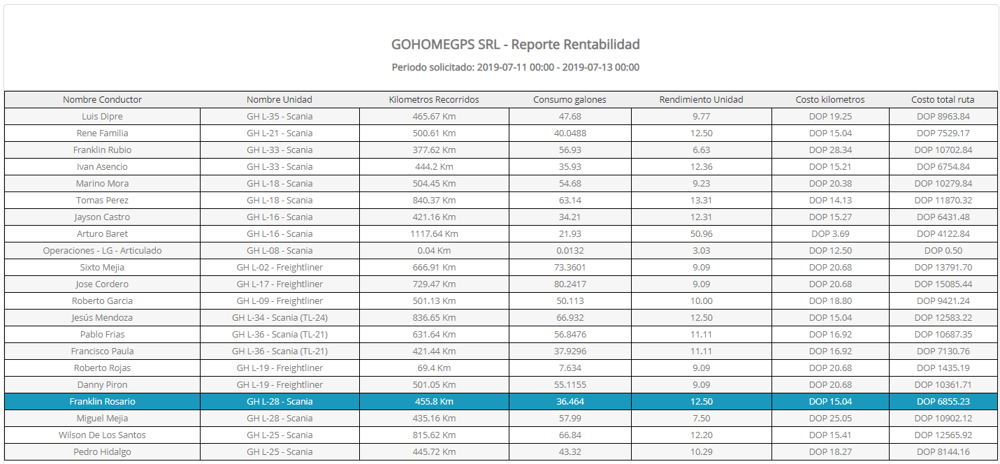 GOHOMEGPS SRL - Reporte Rentabilidad
Periodo solicitado: 2019-07-11 00:00 - 2019-07-13 00:00
Nombre Conductor Nombre Unidad Kilometros Recorridos Consumo galones Rendimiento Unidad Costo kilometros Costo total ruta
Luis Dipre GH L-35 - Scania 465.67 Km 47.68 9.77 DOP 19.25 DOP 8963.84
Rene Familia GH L-21 - Scania 500.61 Km 40.0488 12.50 DOP 15.04 DOP 7529.17
Franklin Rubio GH L-33 - Scania 377.62 Km 56.93 6.63 DOP 28.34 DOP 10702.84
Ivan Asencio GH L-33 - Scania 444.2 Km 35.93 12.36 DOP 15.21 DOP 6754.84
Marino Mora GH L-18 - Scania 504.45 Km 54.68 9.23 DOP 20.38 DOP 10279.84
Tomas Perez GH L-18 - Scania 840.37 Km 63.14 13.31 DOP 14.13 DOP 11870.32
Jayson Castro GH L-16 - Scania 421.16 Km 34.21 12.31 DOP 15.27 DOP 6431.48
Arturo Baret GH L-16 - Scania 1117.64 Km 21.93 50.96 DOP 3.69 DOP 4122.84
Operaciones - LG - Articulado GH L-08 - Scania 0.04 Km 0.0132 3.03 DOP 12.50 DOP 0.50
Sixto Mejia GH L-02 - Freightliner 666.91 Km 73.3601 9.09 DOP 20.68 DOP 13791.70
Jose Cordero GH L-17 - Freightliner 729.47 Km 80.2417 9.09 DOP 20.68 DOP 15085.44
Roberto Garcia GH L-09 - Freightliner 501.13 Km 50.113 10.00 DOP 18.80 DOP 9421.24
Jesús Mendoza GH L-34 - Scania (TL-24) 836.65 Km 66.932 12.50 DOP 15.04 DOP 12583.22
Pablo Frias GH L-36 - Scania (TL-21) 631.64 Km 56.8476 11.11 DOP 16.92 DOP 10687.35
Francisco Paula GH L-36 - Scania (TL-21) 421.44 Km 37.9296 11.11 DOP 16.92 DOP 7130.76
Roberto Rojas GH L-19 - Freightliner 69.4 Km 7.634 9.09 DOP 20.68 DOP 1435.19
Danny Piron GH L-19 - Freightliner 501.05 Km 55.1155 9.09 DOP 20.68 DOP 10361.71
Franklin Rosario GH L-28 - Scania 455.8 Km 36.464 12.50 DOP 15.04 DOP 6855.23
Miguel Mejia GH L-28 - Scania 435.16 Km 57.99 7.50 DOP 25.05 DOP 10902.12
Wilson De Los Santos GH L-25 - Scania 815.62 Km 66.84 12.20 DOP 15.41 DOP 12565.92
Pedro Hidalgo GH L-25 - Scania 445.72 Km 43.32 10.29 DOP 18.27 DOP 8144.16